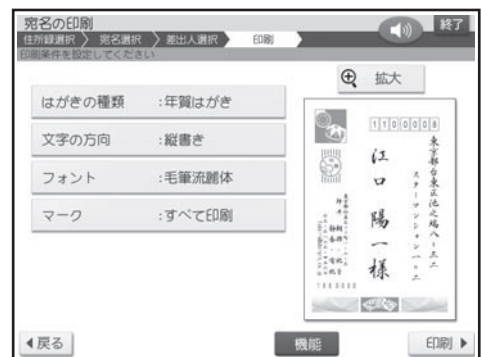 宛名の印刷
終了
住所録選択 〉 宛名選択 〉 差出人選択 印刷
印刷条件を設定してください
拡大
はがきの種類 :年賀はがき
文字の方向 :縦書き
フォント :毛筆流麗体
マーク :すべて印刷
1100008
東京都台東区池之端八ー三二
スターマンション一ー二
江口 陽一様
戻る
機能
印刷